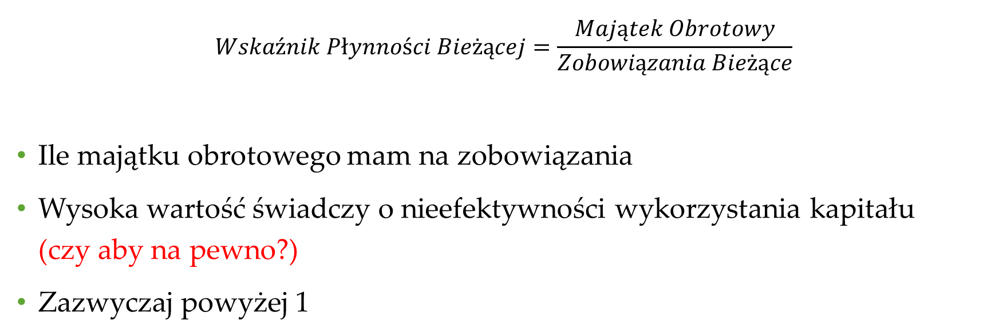 Wskaźnik Płynności Bieżącej = Majątek Obrotowy / Zobowiązania Bieżące
• Ile majątku obrotowego mam na zobowiązania
• Wysoka wartość świadczy o nieefektywności wykorzystania kapitału
(czy aby na pewno?)
• Zazwyczaj powyżej 1